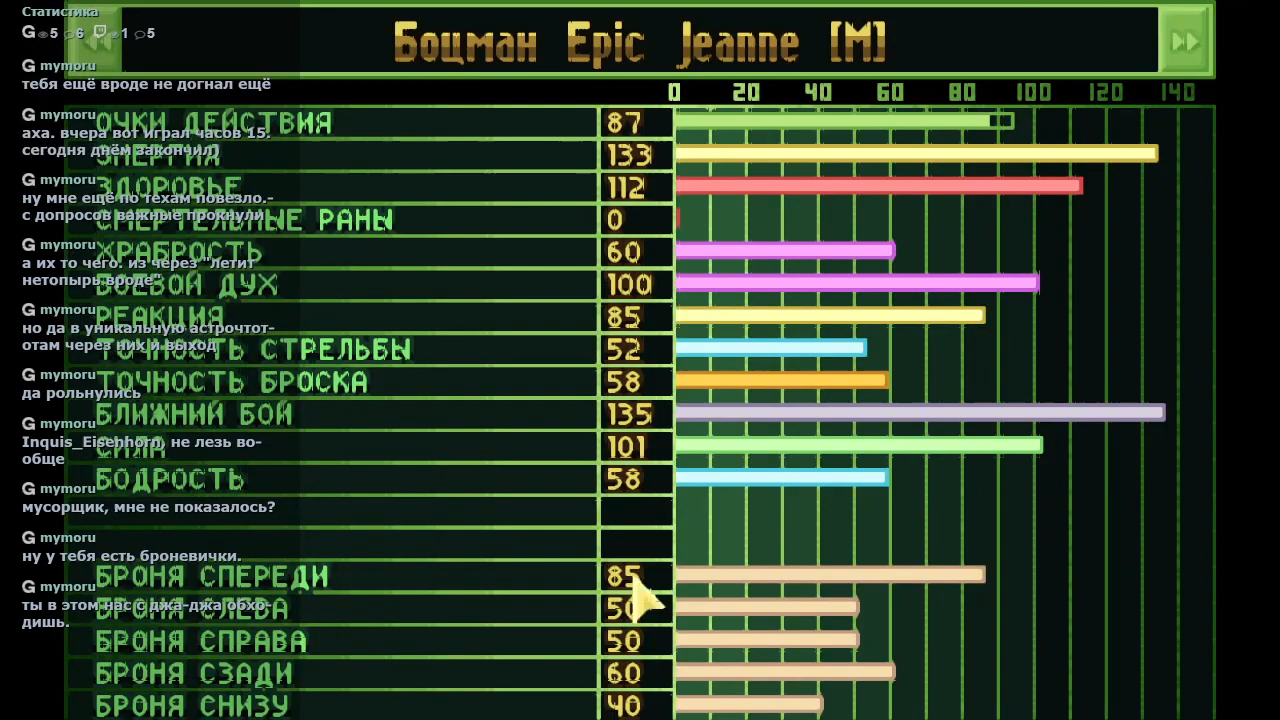 Статистика
G 5 6 1 5
Боцман Epic Jeanne [M]
0 20 40 60 80 100 120 140
G mymoru
тебя ещё вроде не догнал ещё
G mymoru
аха. вчера вот играл часов 15.
сегодня днём закончил)
G mymoru
ну мне ещё по техам повезло.-
с допросов важные прокнули
G mymoru
а их то чего. из через "летит
нетопырь вроде"
G mymoru
но да в уникальную астрочтот-
отам через них и выход
G mymoru
да рольнулись
G mymoru
Inquis_Eisenhorn, не лезь во-
обще
G mymoru
мусорщик, мне не показалось?
G mymoru
ну у тебя есть броневички.
G mymoru
ты в этом нас с джа-джа обхо-
дишь.
ОЧКИ ДЕЙСТВИЯ 87
ЭНЕРГИЯ 133
ЗДОРОВЬЕ 112
СМЕРТЕЛЬНЫЕ РАНЫ 0
ХРАБРОСТЬ 60
БОЕВОЙ ДУХ 100
РЕАКЦИЯ 85
ТОЧНОСТЬ СТРЕЛЬБЫ 52
ТОЧНОСТЬ БРОСКА 58
БЛИЖНИЙ БОЙ 135
СИЛА 101
БОДРОСТЬ 58
БРОНЯ СПЕРЕДИ 85
БРОНЯ СЛЕВА 50
БРОНЯ СПРАВА 50
БРОНЯ СЗАДИ 60
БРОНЯ СНИЗУ 40